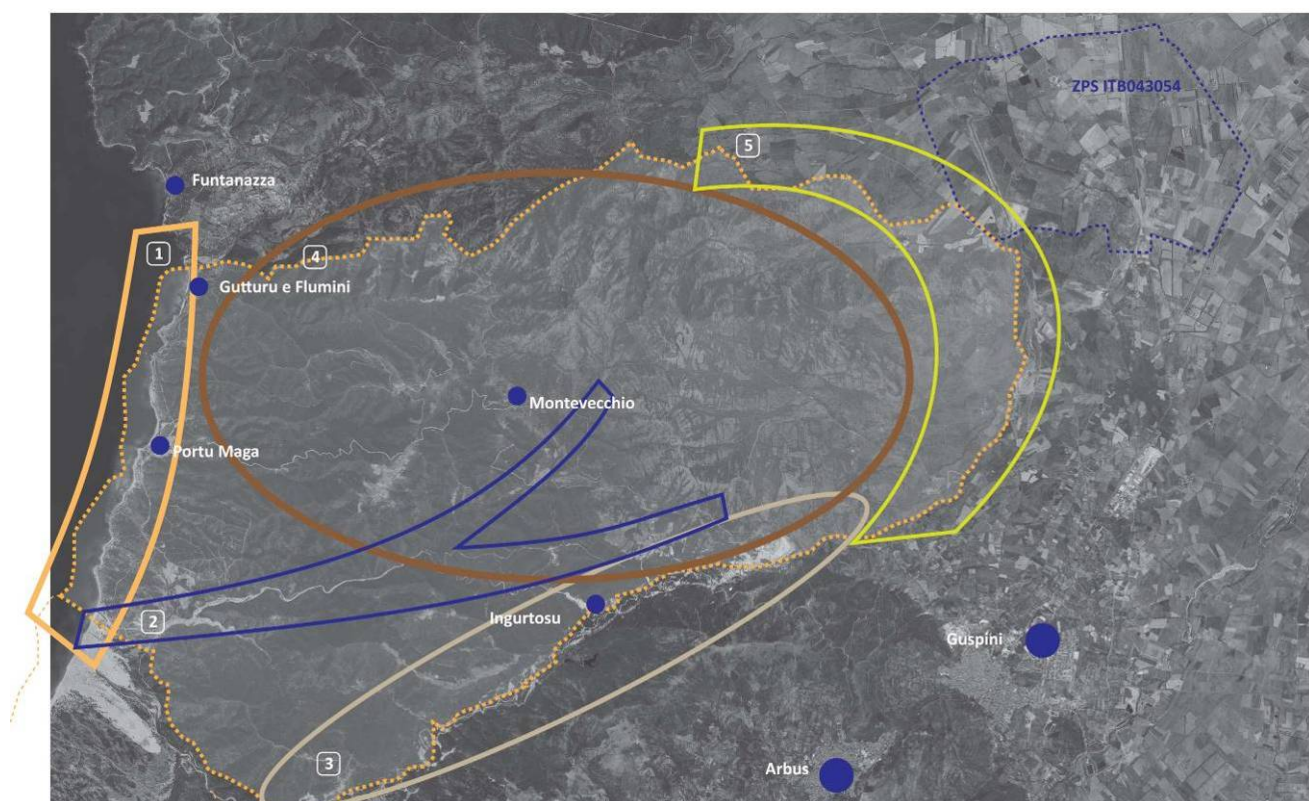 ZPS ITB043054
5
Funtanazza
1
4
Gutturu e Flumini
Montevecchio
Portu Maga
2
Ingurtosu
Guspini
3
Arbus